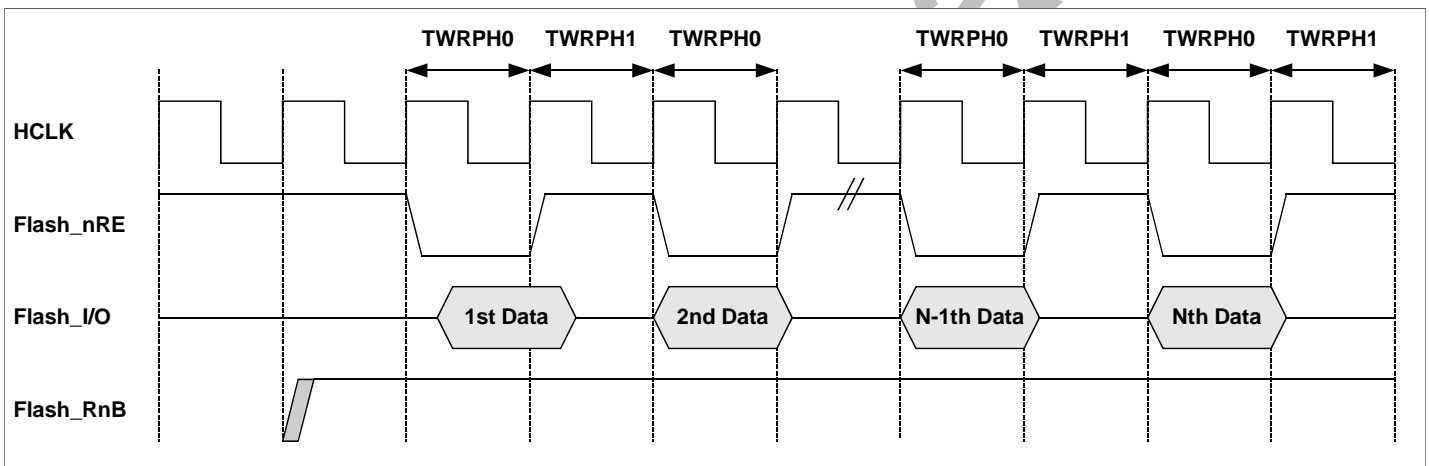 TWRPH0 TWRPH1 TWRPH0 TWRPH0 TWRPH1 TWRPH0 TWRPH1
HCLK
Flash_nRE
Flash_I/O 1st Data 2nd Data N-1th Data Nth Data
Flash_RnB